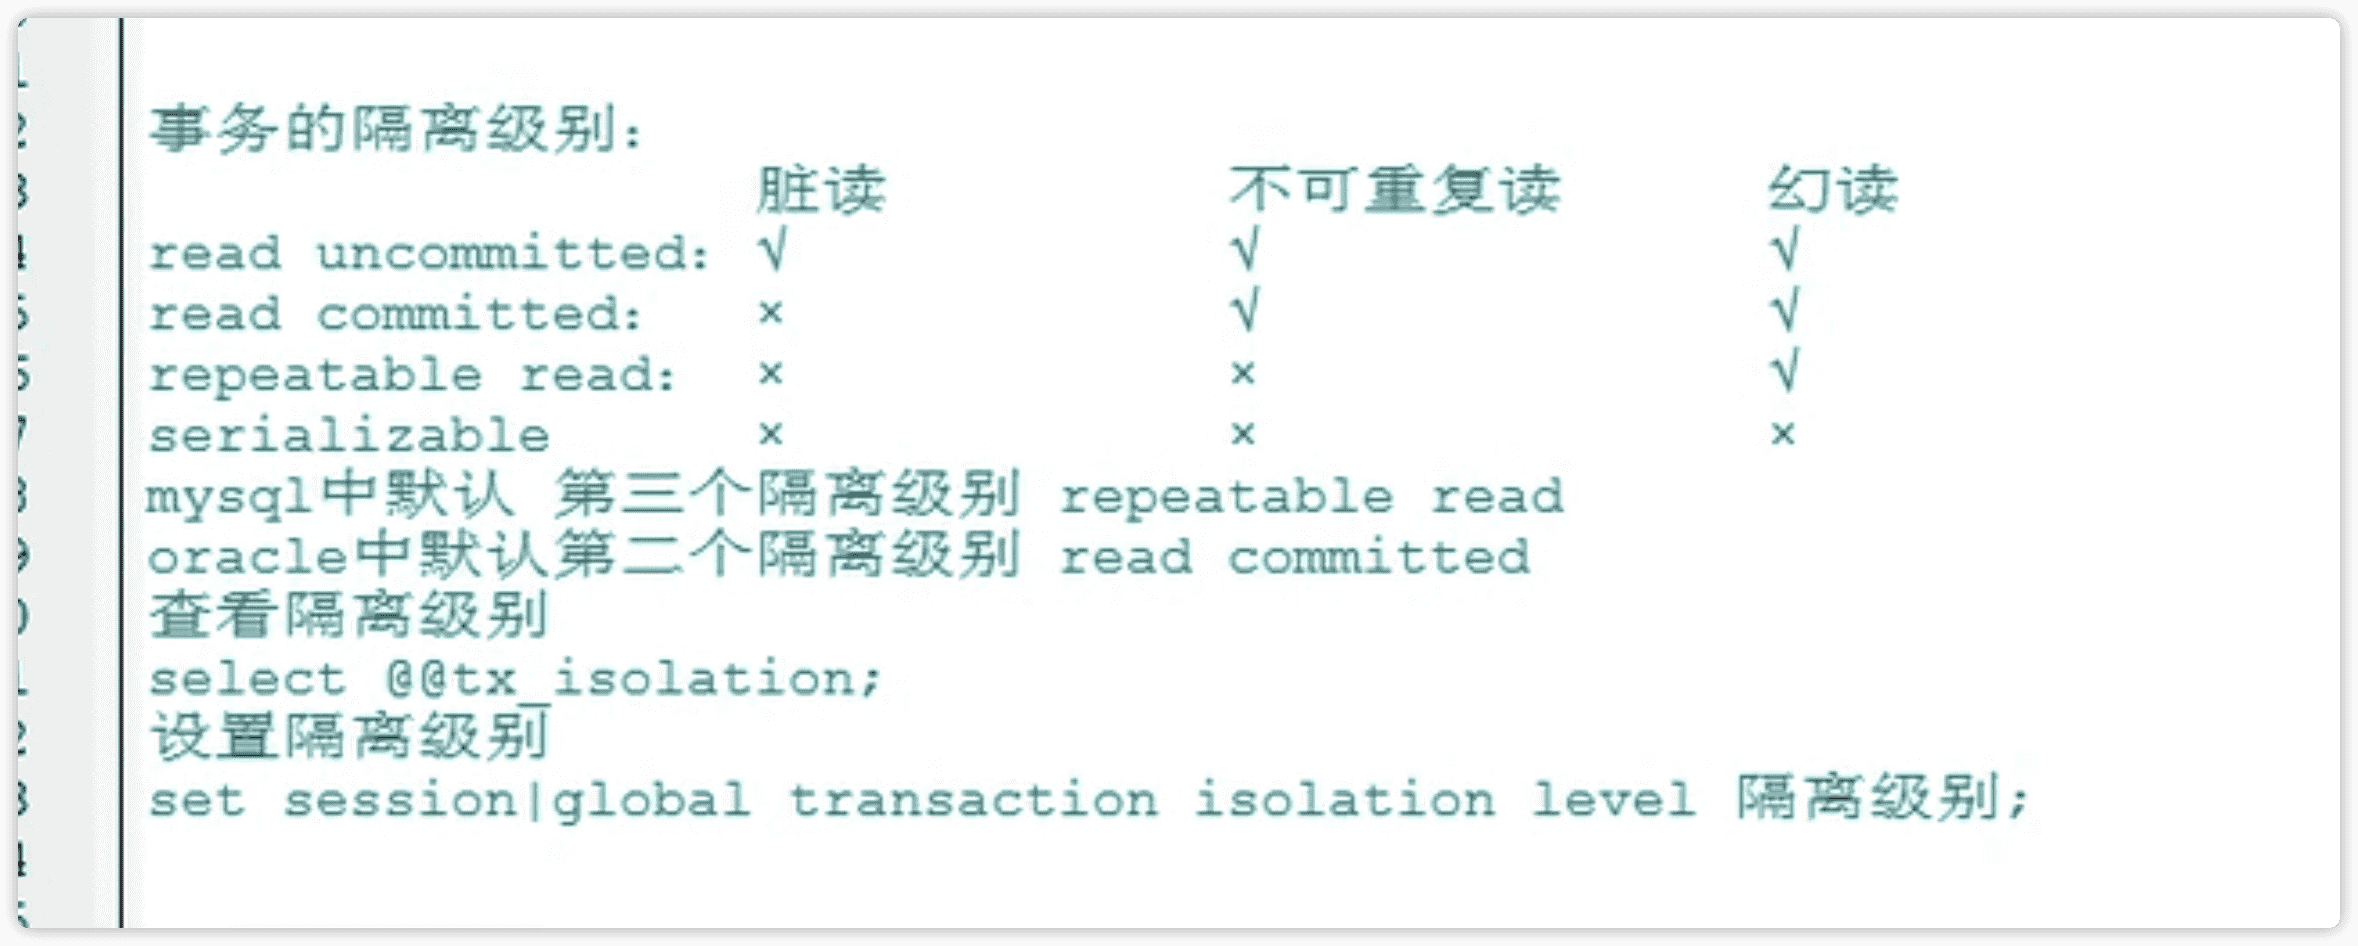 事务的隔离级别：
脏读 不可重复读 幻读
read uncommitted： √ √ √
read committed： × √ √
repeatable read： × × √
serializable × × ×
mysql中默认 第三个隔离级别 repeatable read
oracle中默认第二个隔离级别 read committed
查看隔离级别
select @@tx_isolation;
设置隔离级别
set session|global transaction isolation level 隔离级别;